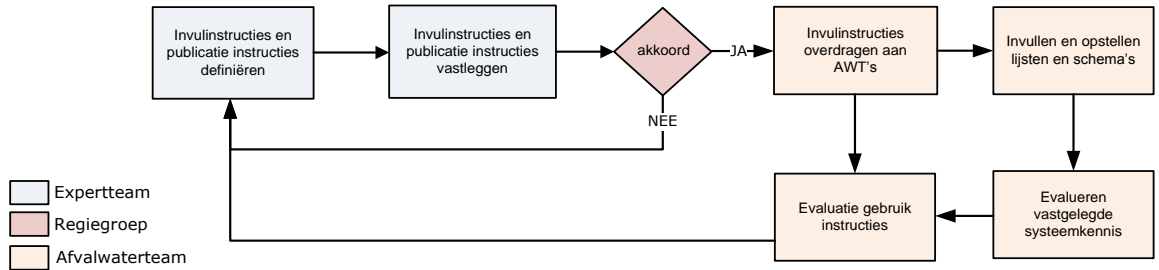 Invulinstructies en
publicatie instructies
definiëren
Invulinstructies en
publicatie instructies
vastleggen
akkoord
JA
Invulinstructies
overdragen aan
AWT's
Invullen en opstellen
lijsten en schema's
NEE
Evaluatie gebruik
instructies
Evalueren
vastgelegde
systeemkennis
Expertteam
Regiegroep
Afvalwaterteam